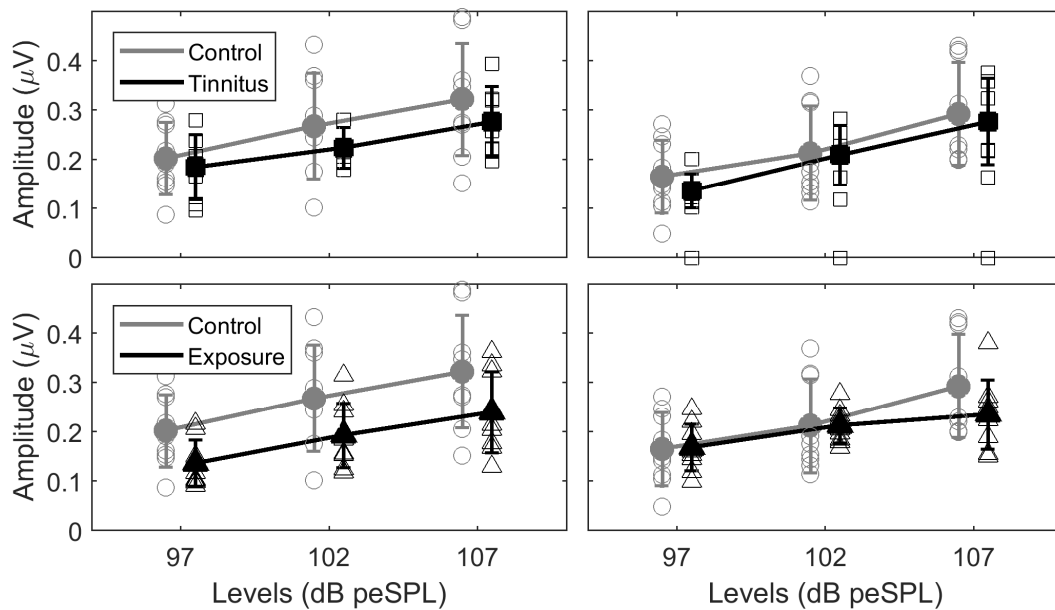 Amplitude (μV)
0.4
0.3
0.2
0.1
0
Control
Tinnitus
Amplitude (μV)
0.4
0.3
0.2
0.1
0
Control
Exposure
97 102 107
97 102 107
Levels (dB peSPL)
Levels (dB peSPL)